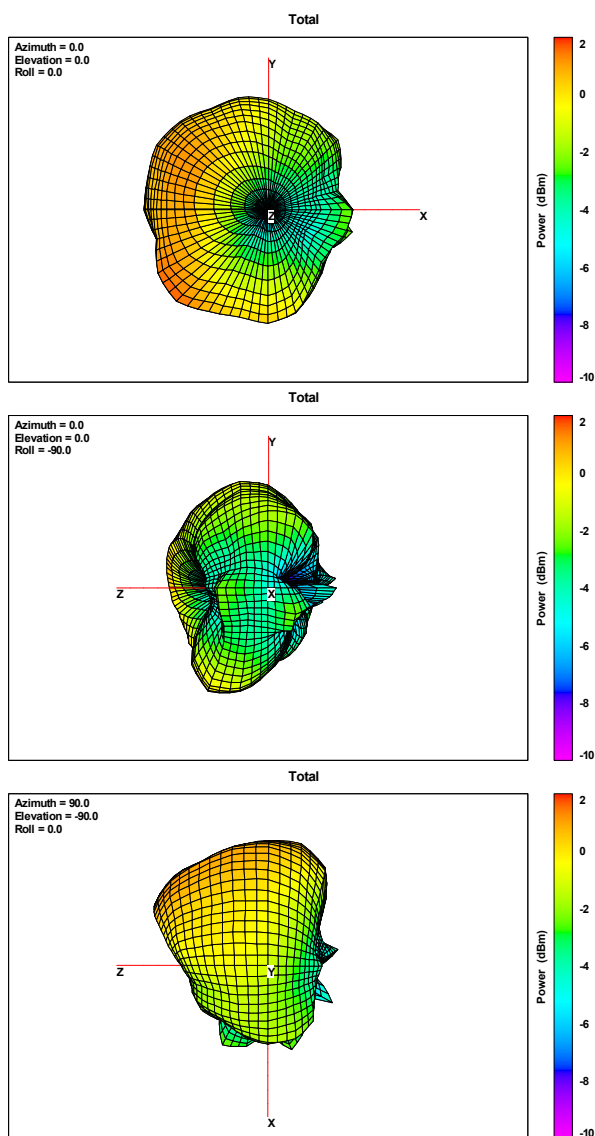 Total
Azimuth = 0.0
Elevation = 0.0
Roll = 0.0
Y
Z
X
2
0
-2
-4
-6
-8
-10
Power (dBm)
Total
Azimuth = 0.0
Elevation = 0.0
Roll = -90.0
Y
Z
X
2
0
-2
-4
-6
-8
-10
Power (dBm)
Total
Azimuth = 90.0
Elevation = -90.0
Roll = 0.0
Z
Y
X
2
0
-2
-4
-6
-8
-10
Power (dBm)